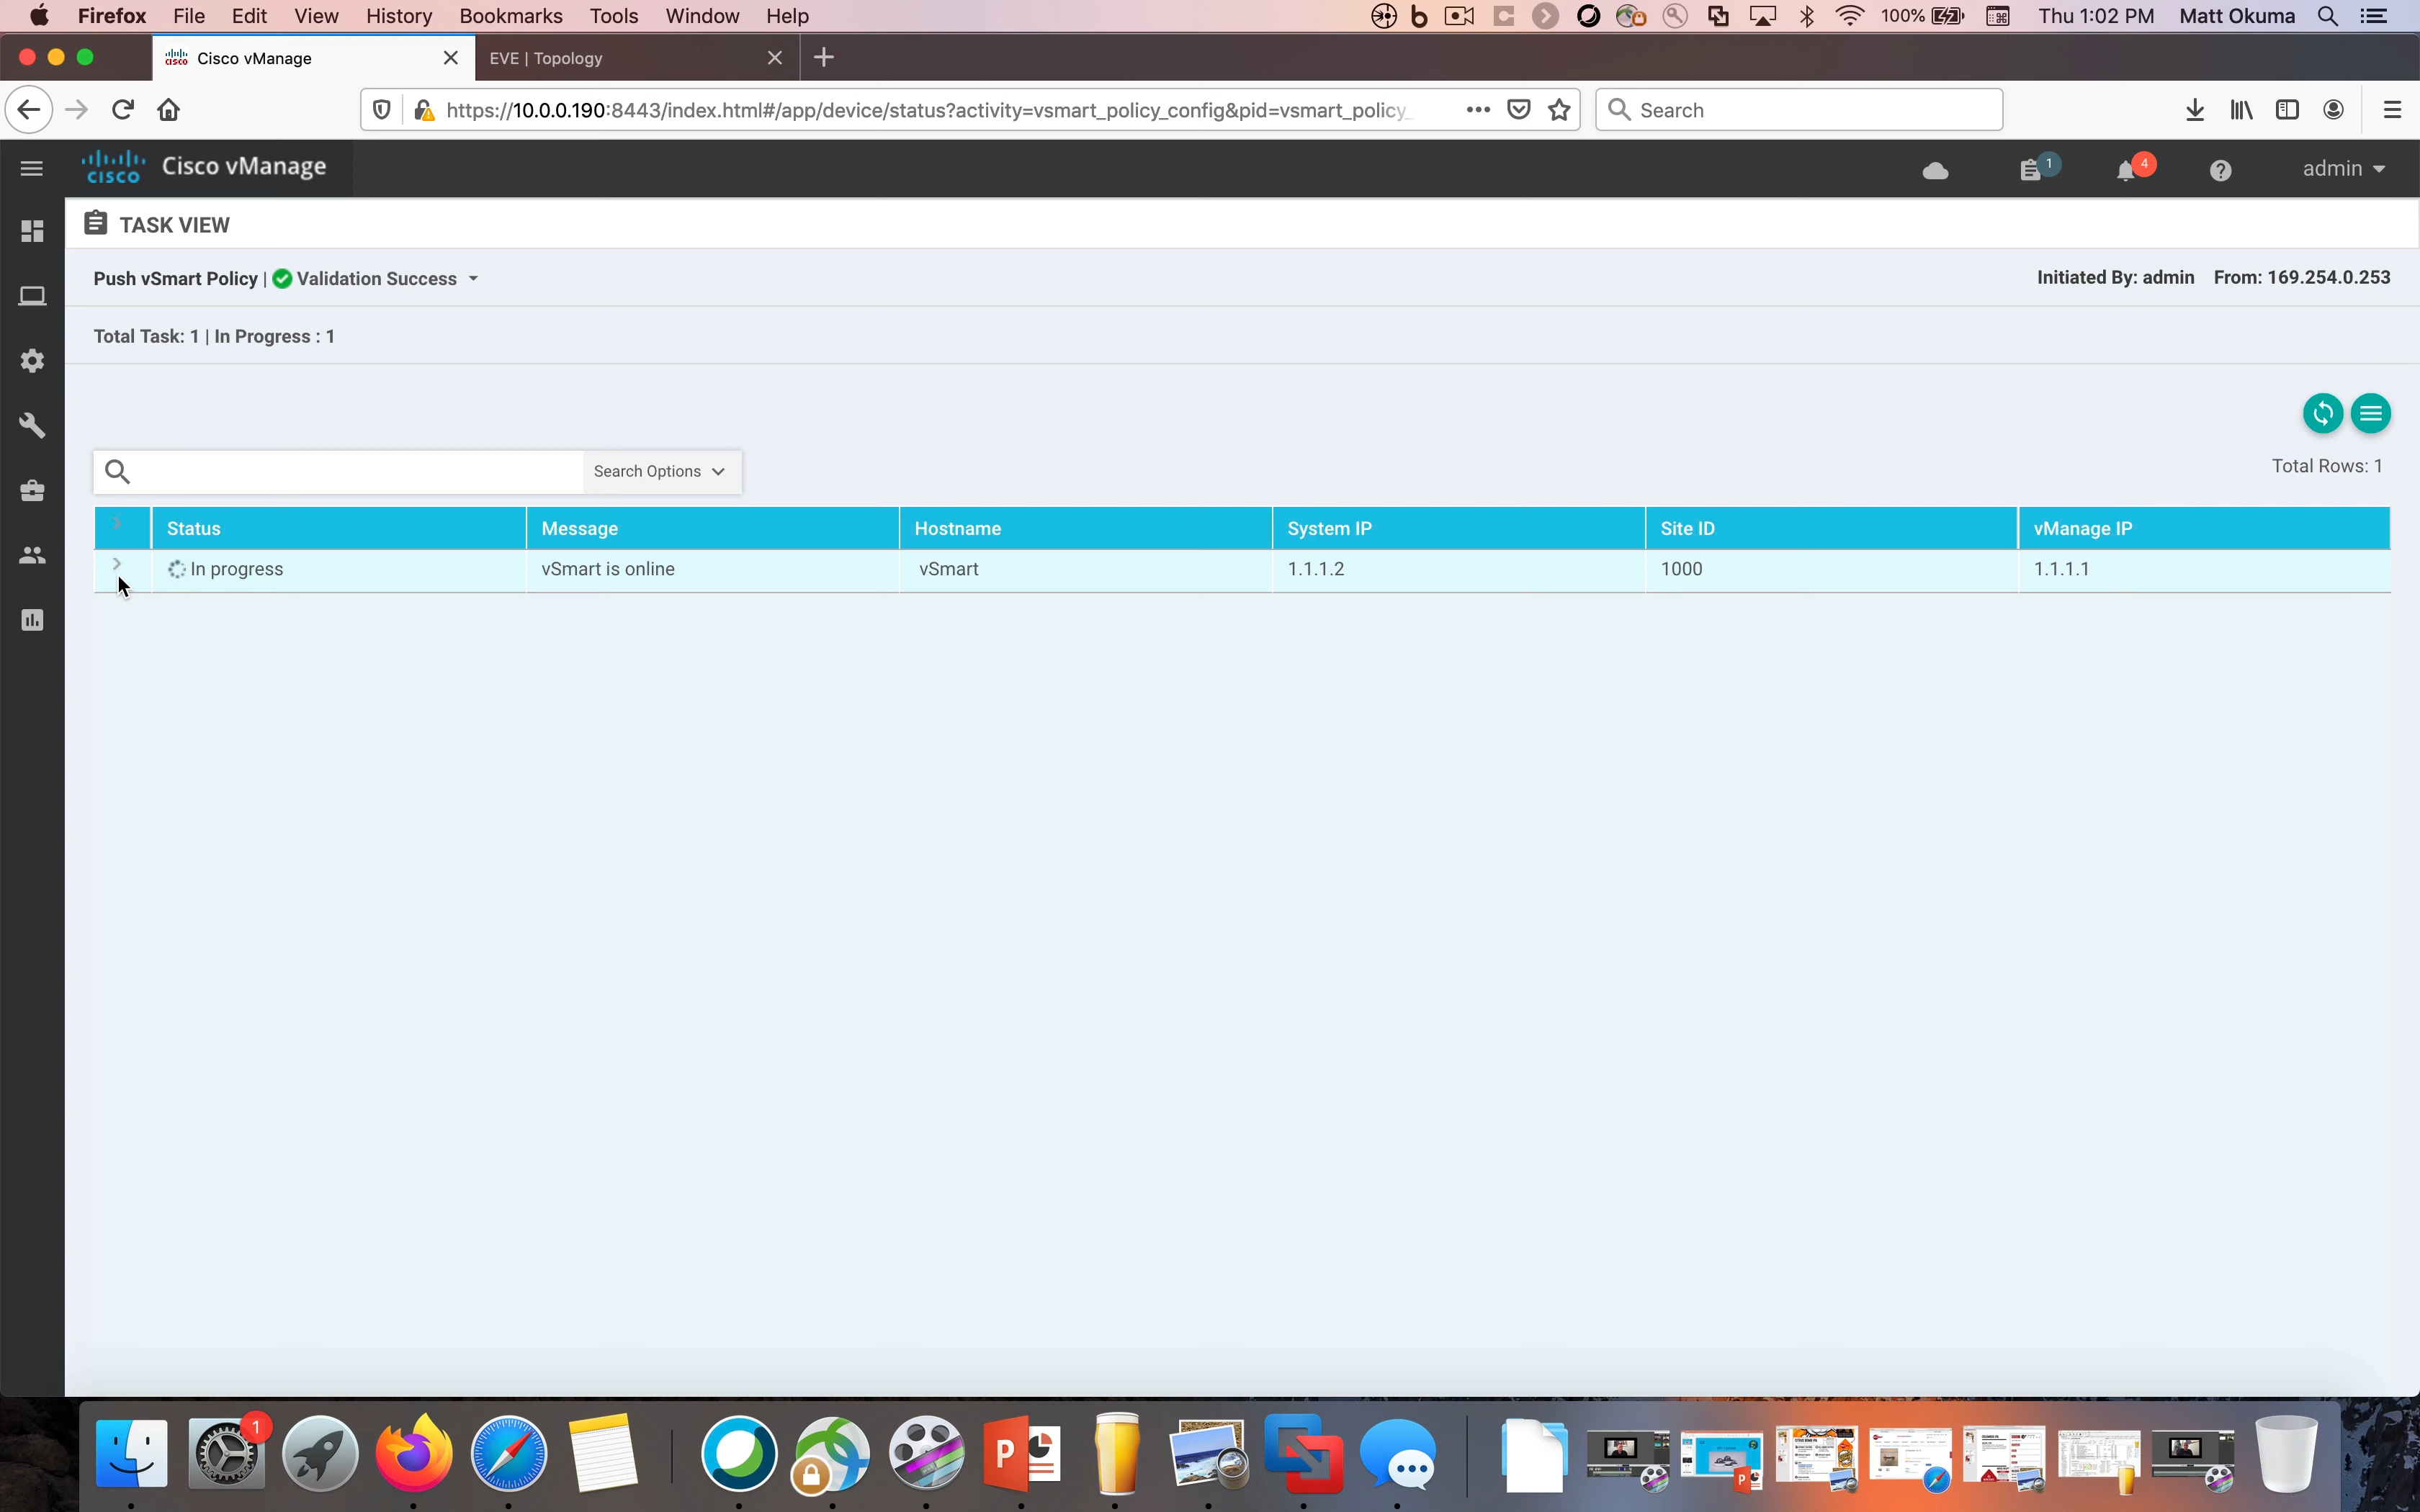 Firefox File Edit View History Bookmarks Tools Window Help 100% Thu 1:02 PM Matt Okuma
Cisco vManage EVE | Topology
https://10.0.0.190:8443/index.html#/app/device/status?activity=vsmart_policy_config&pid=vsmart_policy_ Search
cisco Cisco vManage 1 4 admin
TASK VIEW
Push vSmart Policy | Validation Success Initiated By: admin From: 169.254.0.253
Total Task: 1 | In Progress : 1
Search Options Total Rows: 1
Status Message Hostname System IP Site ID vManage IP
In progress vSmart is online vSmart 1.1.1.2 1000 1.1.1.1
1